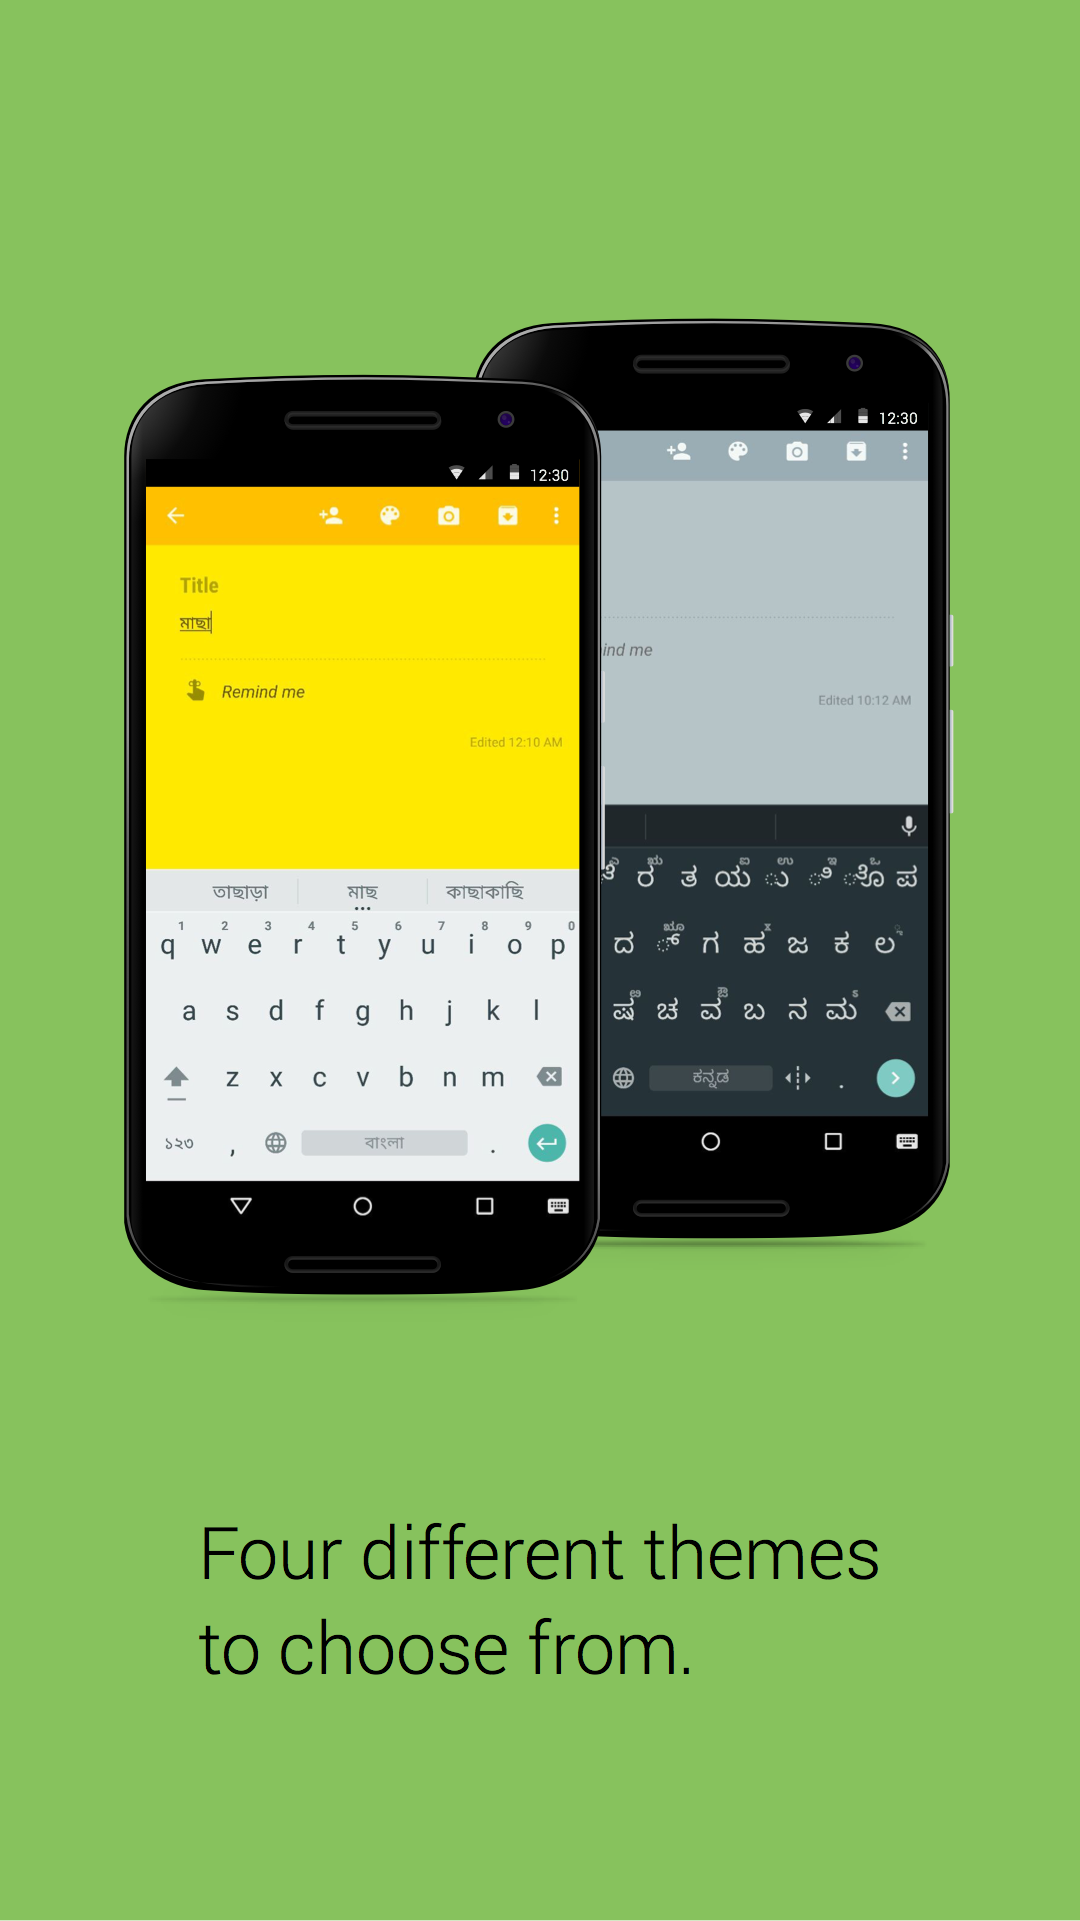 12:30
Title
মাছা
Remind me
Edited 12:10 AM
তাছাড়া মাছ কাছাকাছি
1 2 3 4 5 6 7 8 9 0
q w e r t y u i o p
a s d f g h j k l
z x c v b n m
১২৩ , বাংলা .
12:30
ind me
Edited 10:12 AM
ರ ತ ಯ ು ಿ ೊ ಪ
ದ ್ ಗ ಹ ಜ ಕ ಲ
ಷ ಚ ವ ಬ ನ ಮ
ಕನ್ನಡ .
Four different themes
to choose from.